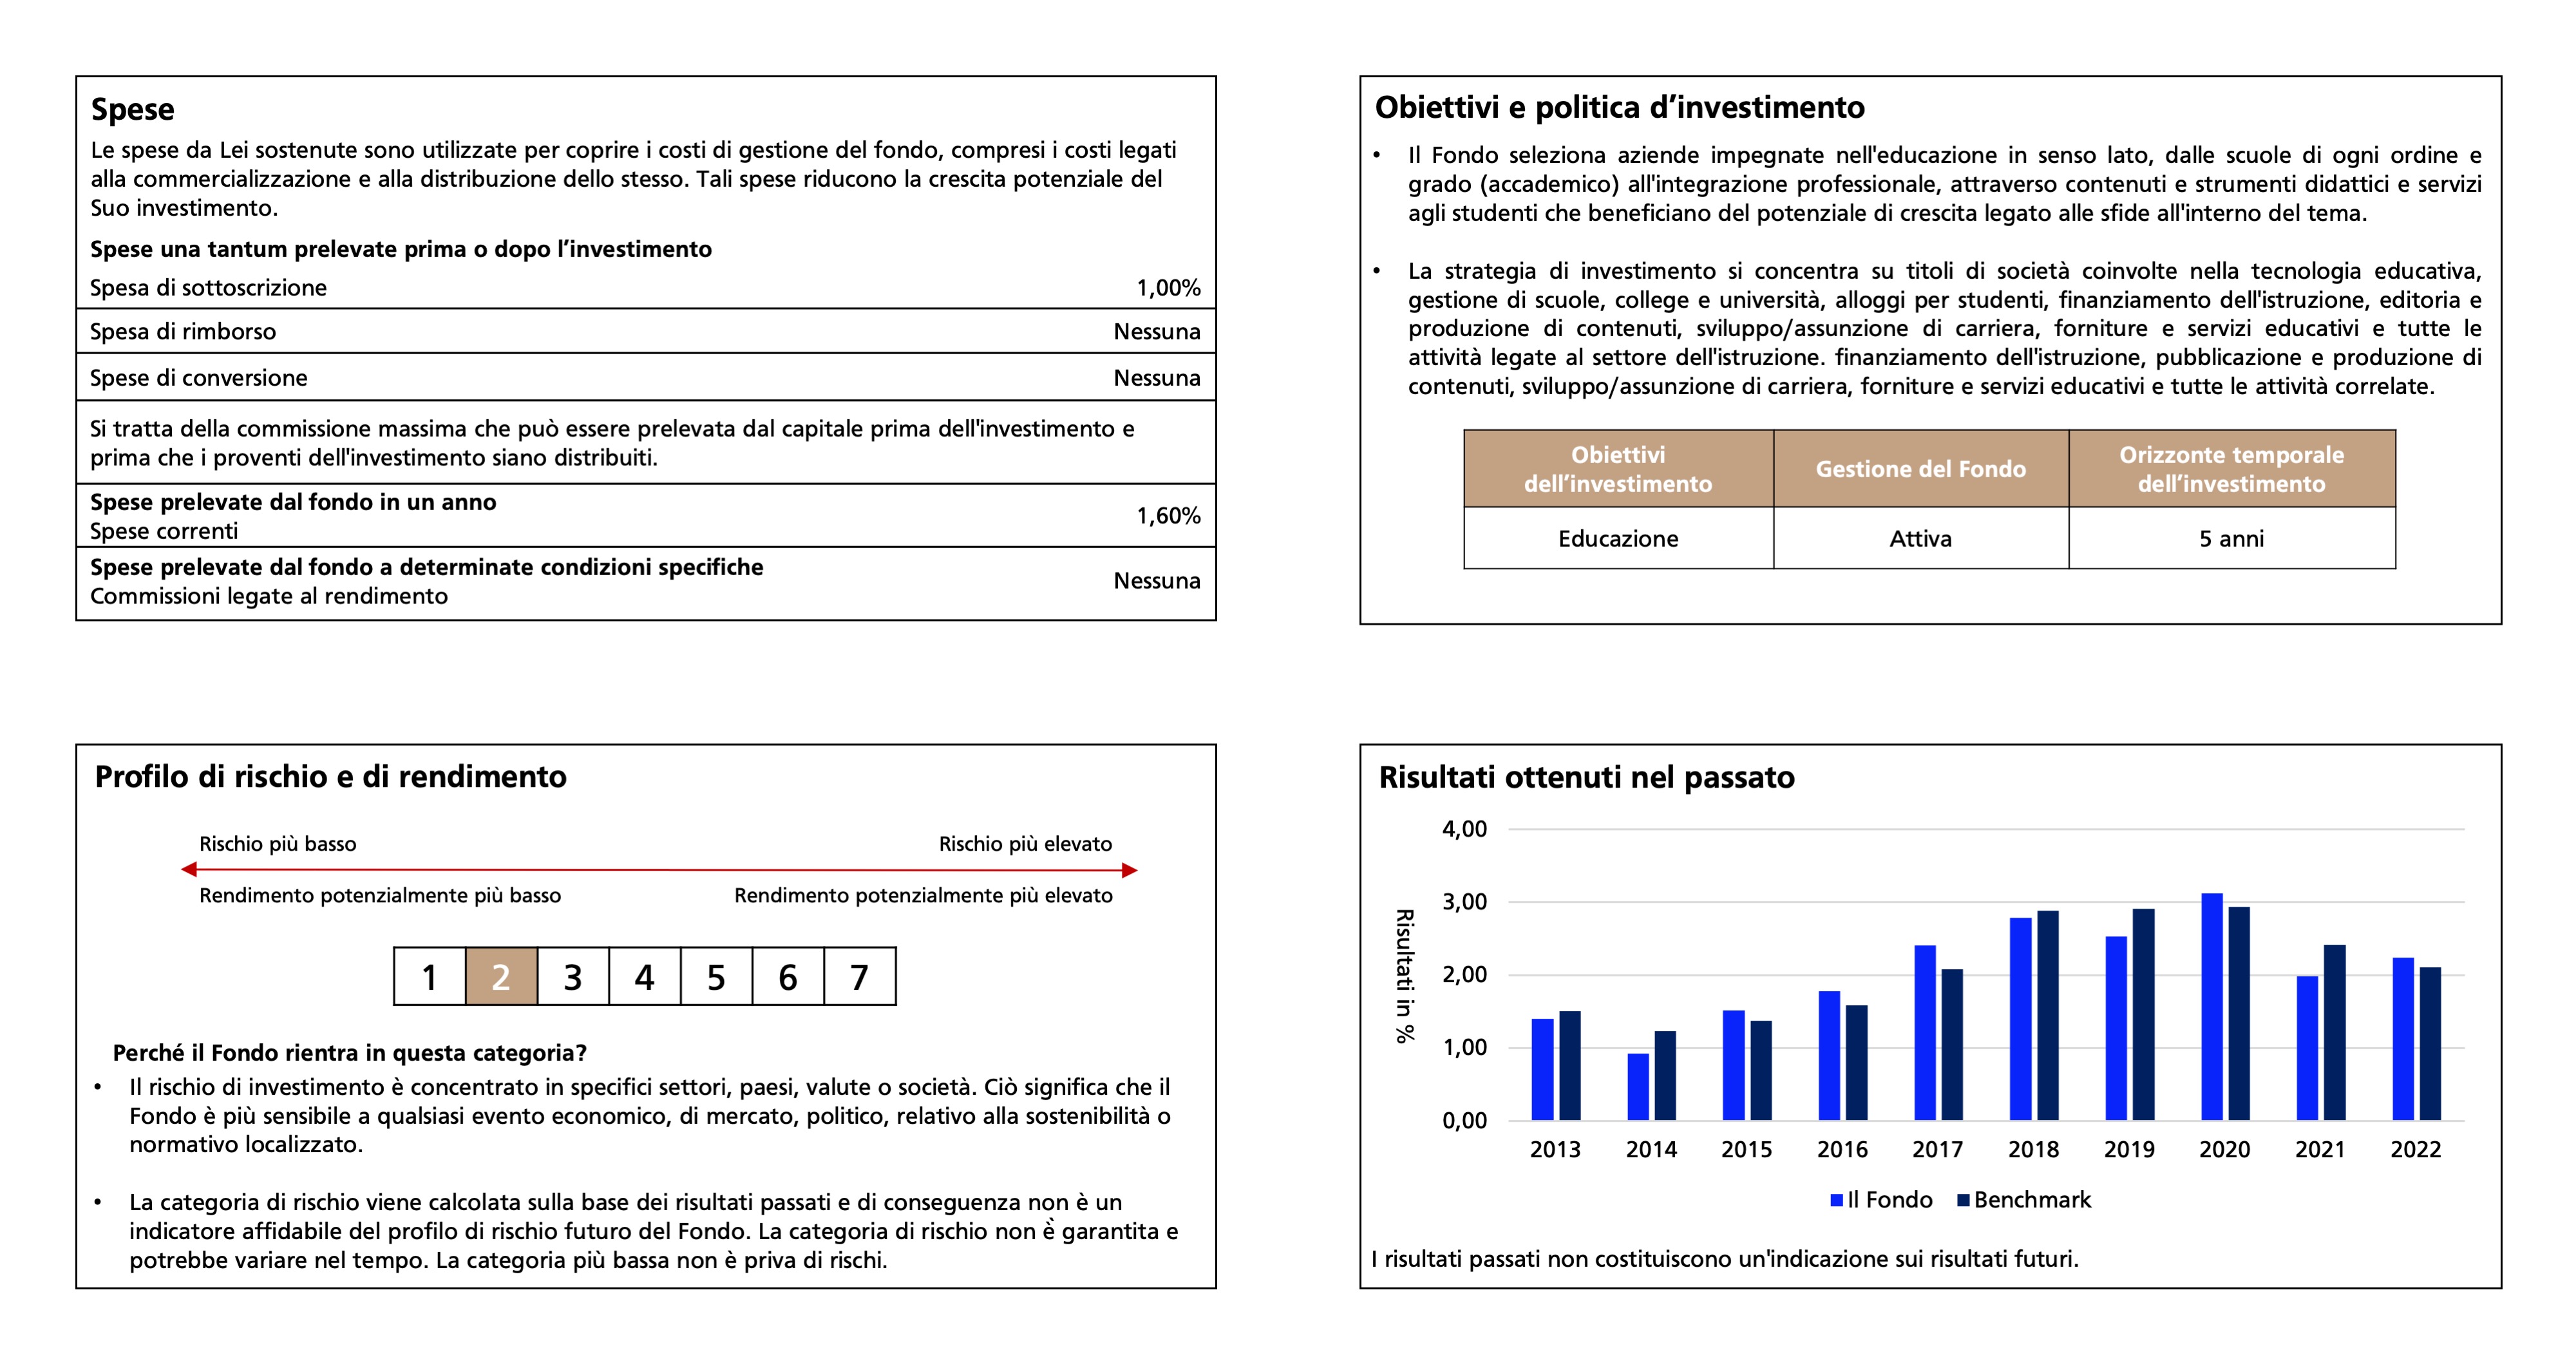 Spese
Le spese da Lei sostenute sono utilizzate per coprire i costi di gestione del fondo, compresi i costi legati
alla commercializzazione e alla distribuzione dello stesso. Tali spese riducono la crescita potenziale del
Suo investimento.
Spese una tantum prelevate prima o dopo l’investimento
Spesa di sottoscrizione 1,00%
Spesa di rimborso Nessuna
Spese di conversione Nessuna
Si tratta della commissione massima che può essere prelevata dal capitale prima dell'investimento e
prima che i proventi dell'investimento siano distribuiti.
Spese prelevate dal fondo in un anno
Spese correnti 1,60%
Spese prelevate dal fondo a determinate condizioni specifiche
Commissioni legate al rendimento Nessuna
Obiettivi e politica d’investimento
• Il Fondo seleziona aziende impegnate nell'educazione in senso lato, dalle scuole di ogni ordine e
grado (accademico) all'integrazione professionale, attraverso contenuti e strumenti didattici e servizi
agli studenti che beneficiano del potenziale di crescita legato alle sfide all'interno del tema.
• La strategia di investimento si concentra su titoli di società coinvolte nella tecnologia educativa,
gestione di scuole, college e università, alloggi per studenti, finanziamento dell'istruzione, editoria e
produzione di contenuti, sviluppo/assunzione di carriera, forniture e servizi educativi e tutte le
attività legate al settore dell'istruzione. finanziamento dell'istruzione, pubblicazione e produzione di
contenuti, sviluppo/assunzione di carriera, forniture e servizi educativi e tutte le attività correlate.
Obiettivi
dell’investimento
Gestione del Fondo
Orizzonte temporale
dell’investimento
Educazione Attiva 5 anni
Profilo di rischio e di rendimento
Rischio più basso Rischio più elevato
Rendimento potenzialmente più basso Rendimento potenzialmente più elevato
1 2 3 4 5 6 7
Perché il Fondo rientra in questa categoria?
• Il rischio di investimento è concentrato in specifici settori, paesi, valute o società. Ciò significa che il
Fondo è più sensibile a qualsiasi evento economico, di mercato, politico, relativo alla sostenibilità o
normativo localizzato.
• La categoria di rischio viene calcolata sulla base dei risultati passati e di conseguenza non è un
indicatore affidabile del profilo di rischio futuro del Fondo. La categoria di rischio non è garantita e
potrebbe variare nel tempo. La categoria più bassa non è priva di rischi.
Risultati ottenuti nel passato
Risultati in %
4,00
3,00
2,00
1,00
0,00
2013 2014 2015 2016 2017 2018 2019 2020 2021 2022
Il Fondo Benchmark
I risultati passati non costituiscono un'indicazione sui risultati futuri.